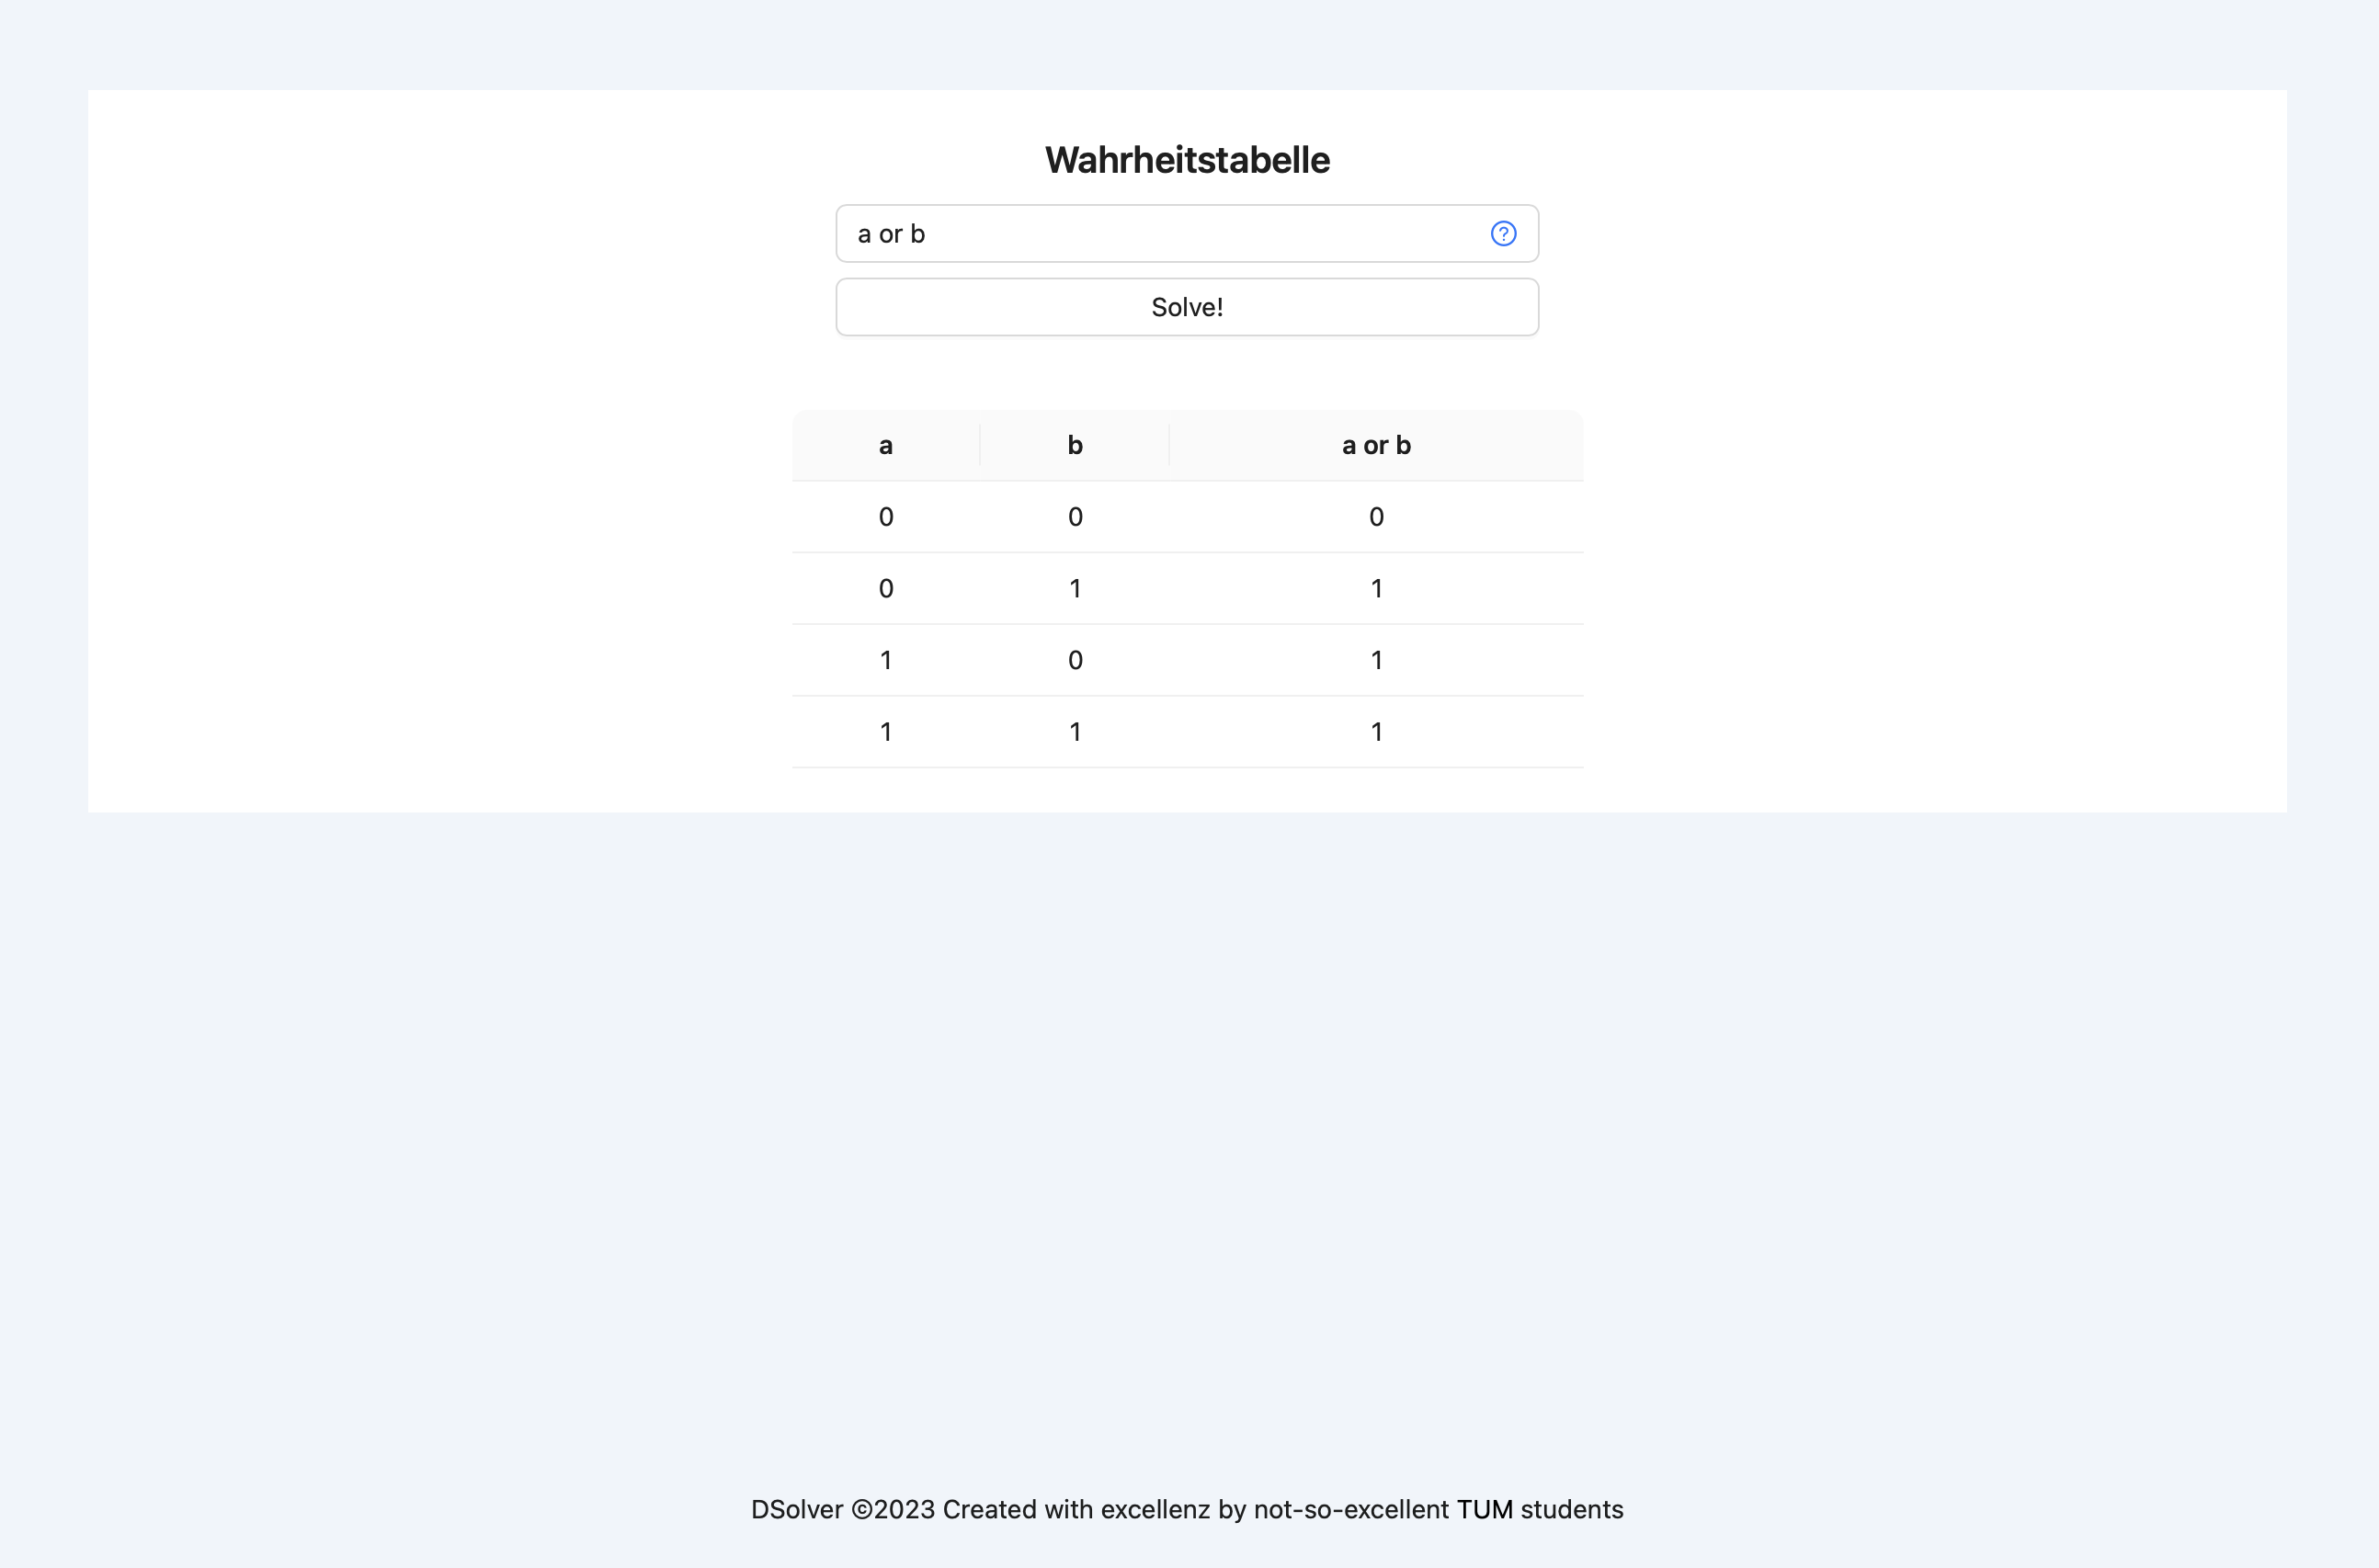 Wahrheitstabelle
a or b
Solve!
a b a or b
0 0 0
0 1 1
1 0 1
1 1 1
DSolver ©2023 Created with excellenz by not-so-excellent TUM students